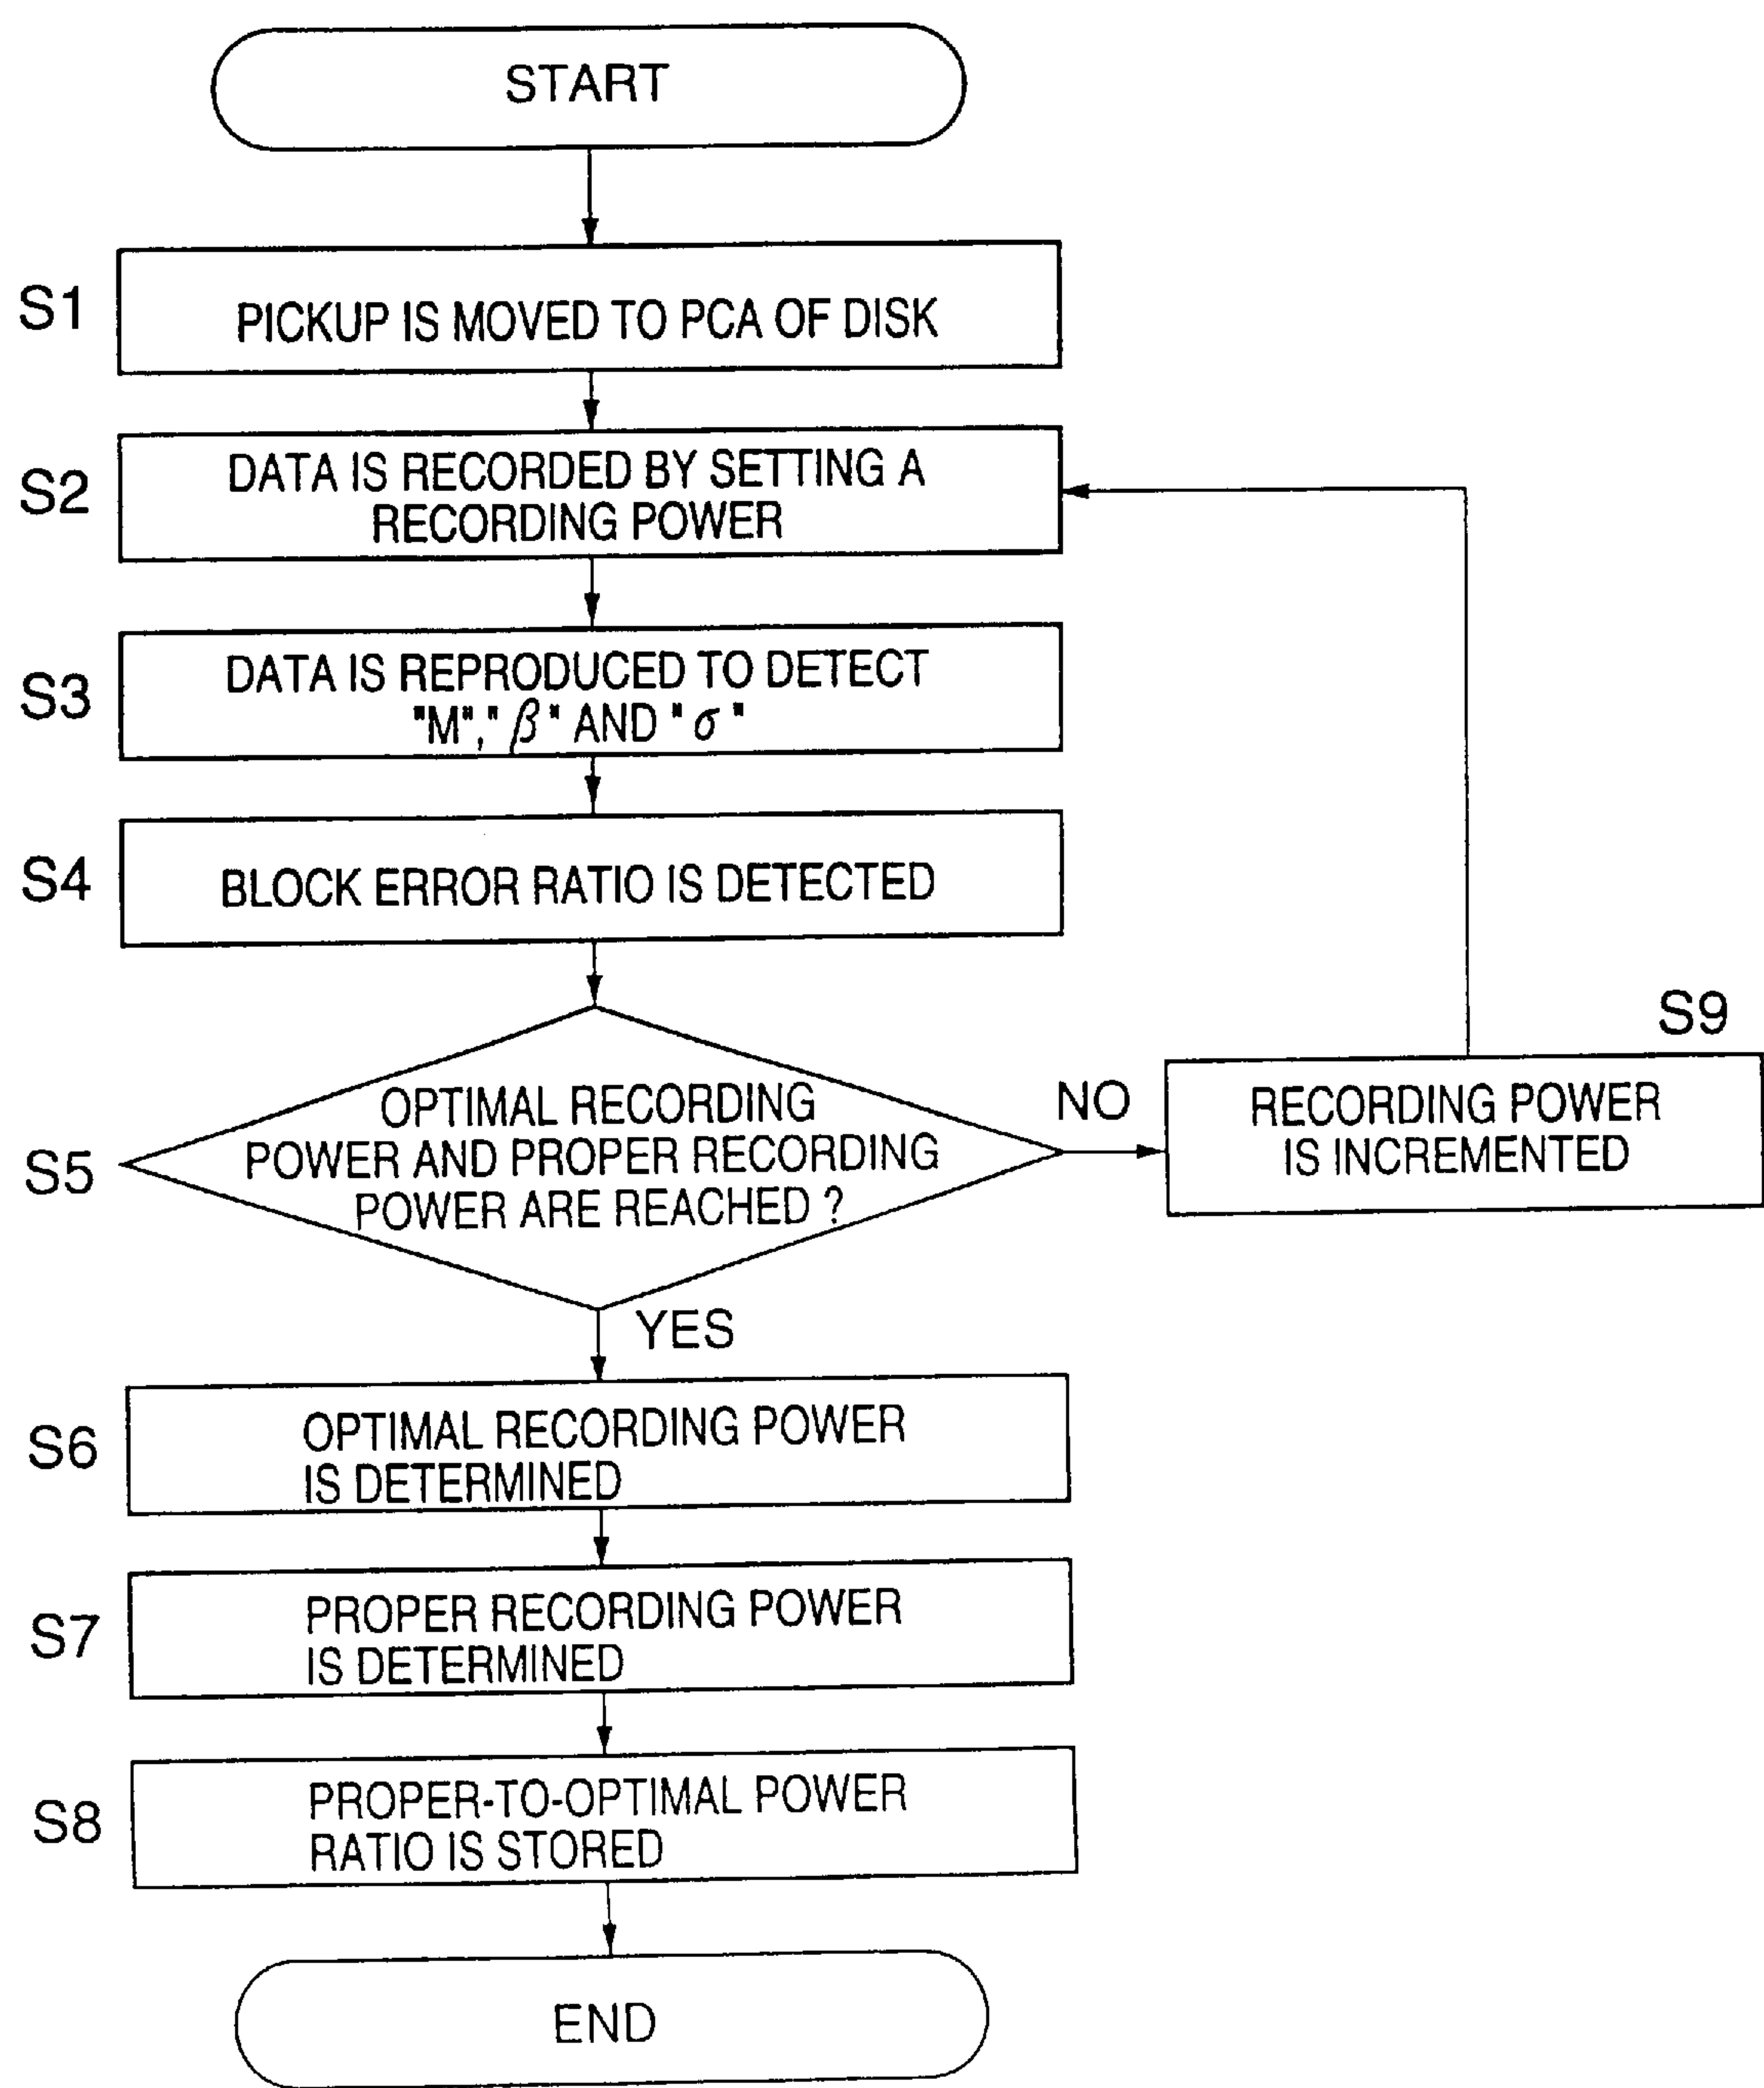 START
S1
PICKUP IS MOVED TO PCA OF DISK
S2
DATA IS RECORDED BY SETTING A
RECORDING POWER
S3
DATA IS REPRODUCED TO DETECT
"M", "β" AND "σ"
S4
BLOCK ERROR RATIO IS DETECTED
S5
OPTIMAL RECORDING
POWER AND PROPER RECORDING
POWER ARE REACHED ?
NO
S9
RECORDING POWER
IS INCREMENTED
YES
S6
OPTIMAL RECORDING POWER
IS DETERMINED
S7
PROPER RECORDING POWER
IS DETERMINED
S8
PROPER-TO-OPTIMAL POWER
RATIO IS STORED
END